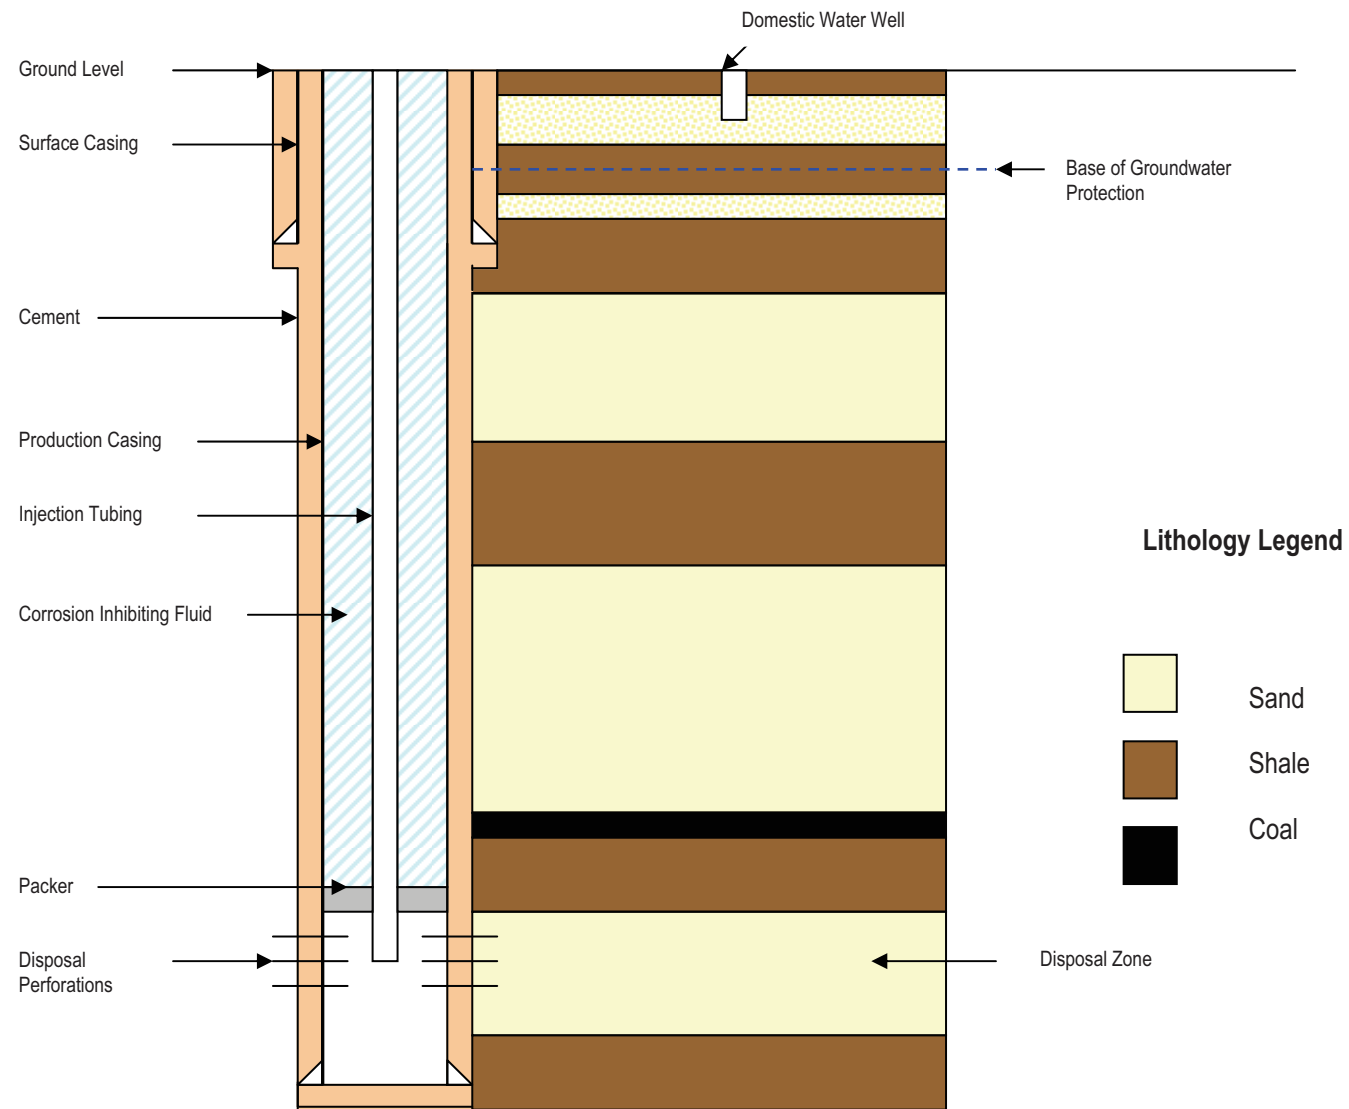 Domestic Water Well
Ground Level
Surface Casing
Base of Groundwater
Protection
Cement
Production Casing
Injection Tubing
Lithology Legend
Corrosion Inhibiting Fluid
Sand
Shale
Coal
Packer
Disposal
Perforations
Disposal Zone